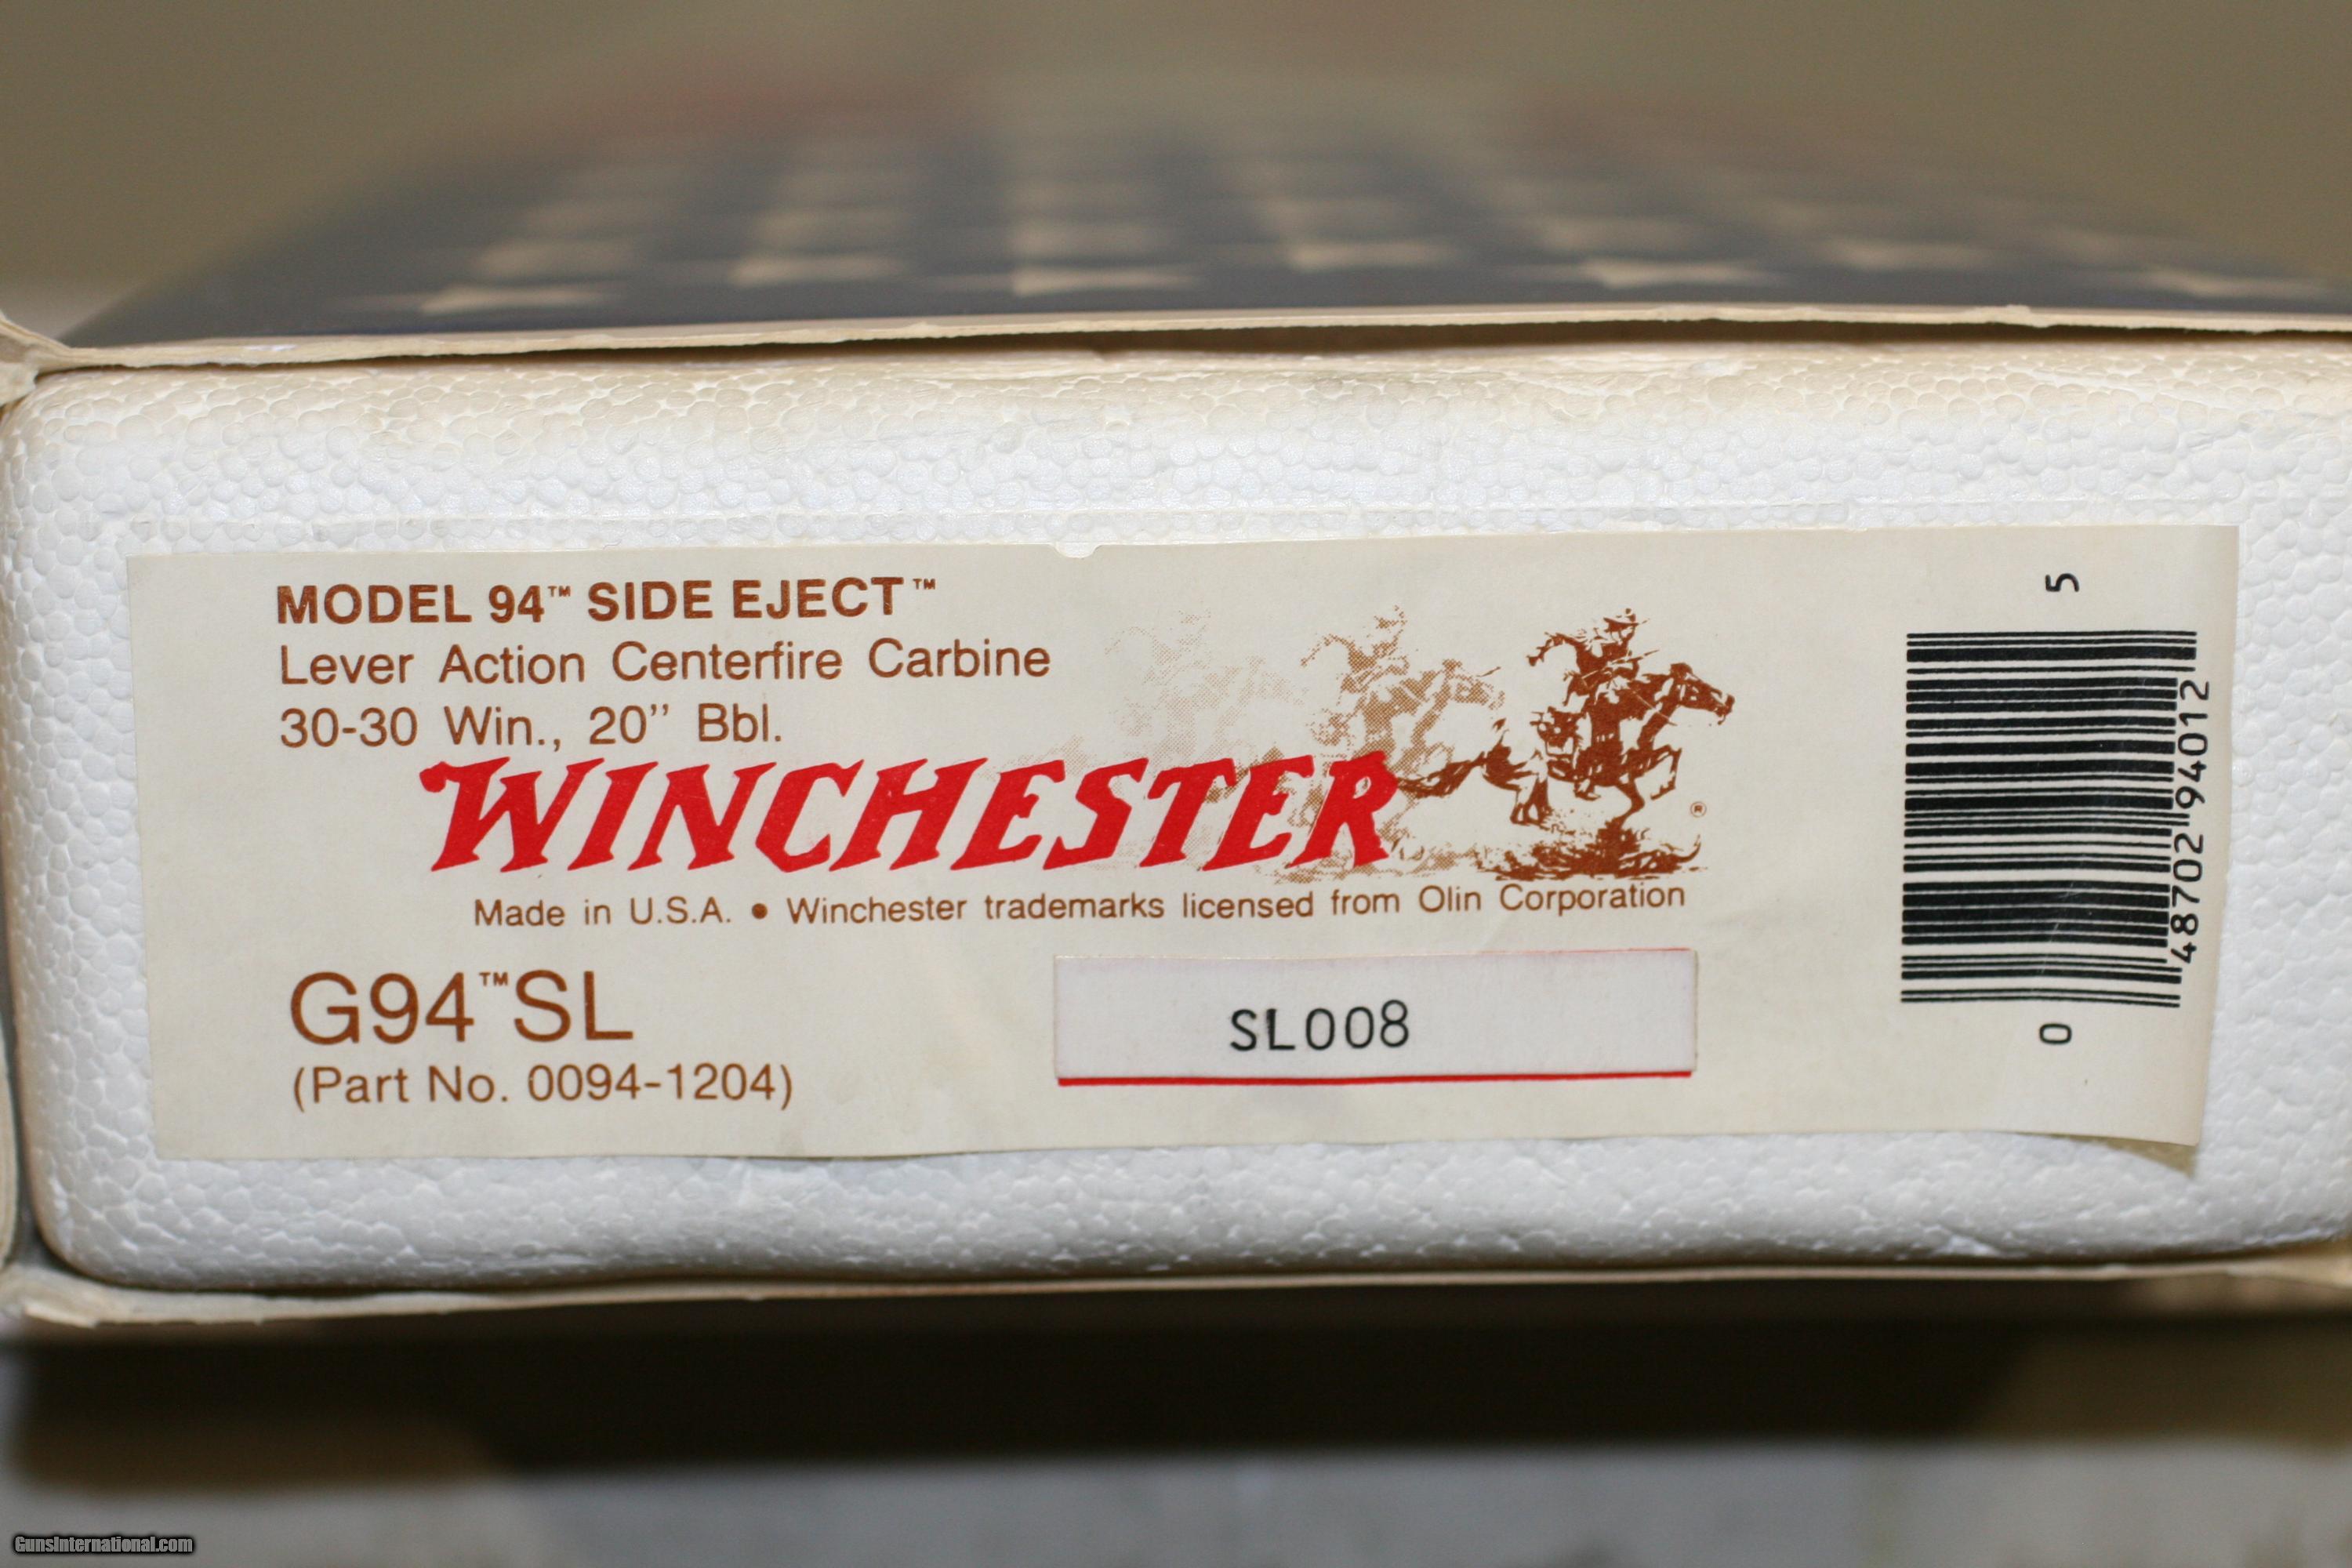 MODEL 94™ SIDE EJECT™
Lever Action Centerfire Carbine
30-30 Win., 20" Bbl.
WINCHESTER
®
Made in U.S.A. • Winchester trademarks licensed from Olin Corporation
G94™SL
(Part No. 0094-1204)
SL008
0 48702 94012 5
GunsInternational.com